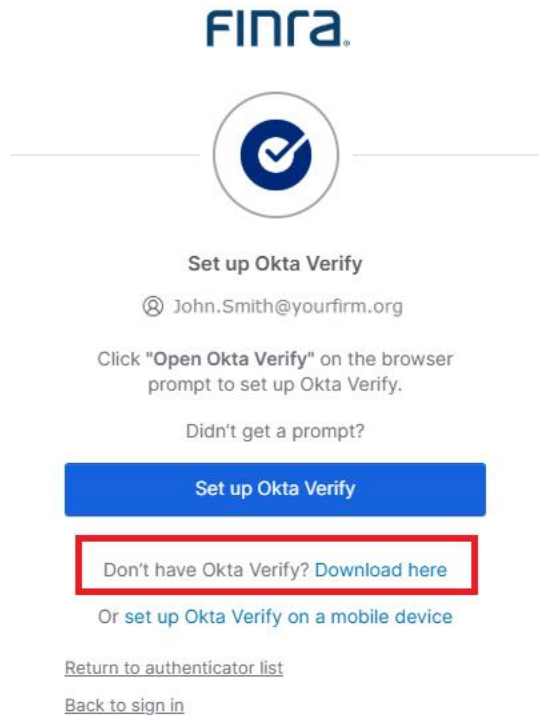 FINRA.
Set up Okta Verify
John.Smith@yourfirm.org
Click "Open Okta Verify" on the browser
prompt to set up Okta Verify.
Didn't get a prompt?
Set up Okta Verify
Don't have Okta Verify? Download here
Or set up Okta Verify on a mobile device
Return to authenticator list
Back to sign in